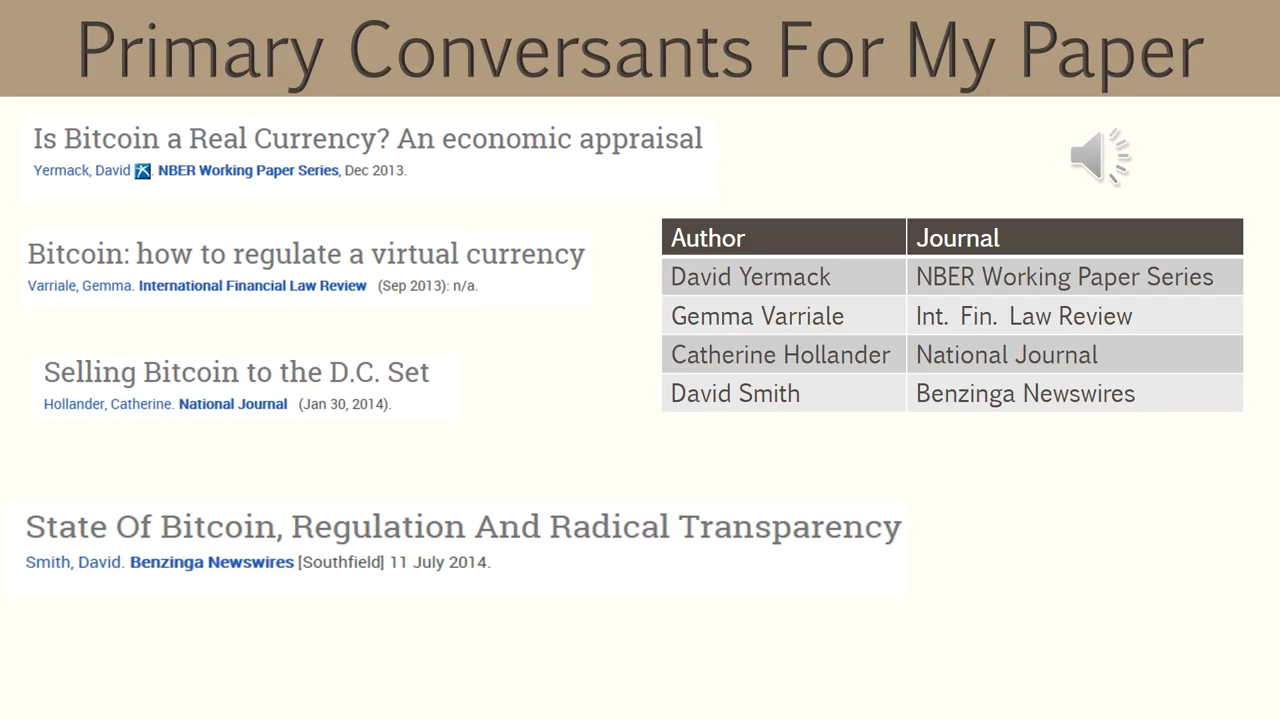 Primary Conversants For My Paper
Is Bitcoin a Real Currency? An economic appraisal
Yermack, David. NBER Working Paper Series, Dec 2013.
Bitcoin: how to regulate a virtual currency
Varriale, Gemma. International Financial Law Review (Sep 2013): n/a.
Selling Bitcoin to the D.C. Set
Hollander, Catherine. National Journal (Jan 30, 2014).
Author Journal
David Yermack NBER Working Paper Series
Gemma Varriale Int. Fin. Law Review
Catherine Hollander National Journal
David Smith Benzinga Newswires
State Of Bitcoin, Regulation And Radical Transparency
Smith, David. Benzinga Newswires [Southfield] 11 July 2014.